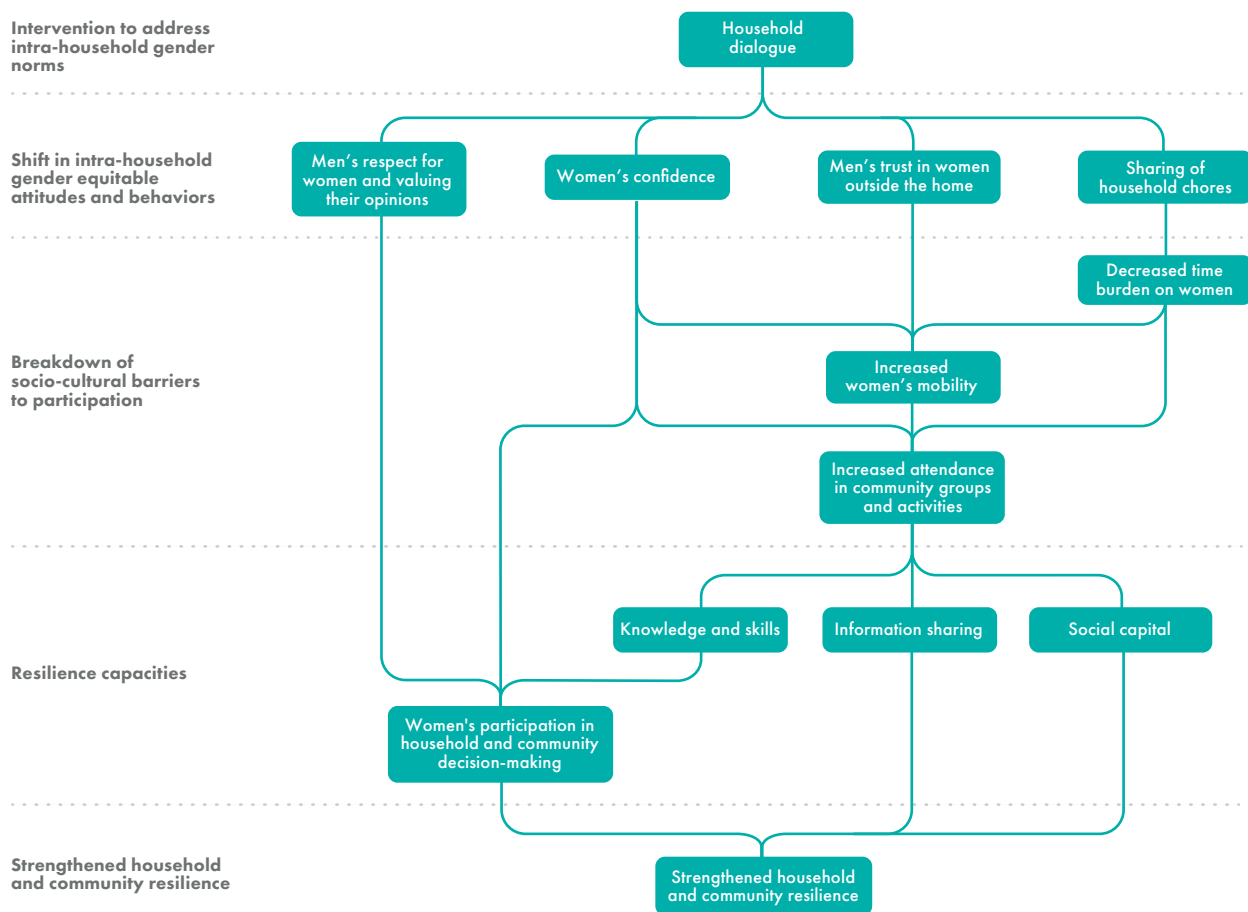 Intervention to address
intra-household gender
norms
Household
dialogue
Shift in intra-household
gender equitable
attitudes and behaviors
Men’s respect for
women and valuing
their opinions
Women’s confidence
Men’s trust in women
outside the home
Sharing of
household chores
Decreased time
burden on women
Breakdown of
socio-cultural barriers
to participation
Increased
women’s mobility
Increased attendance
in community groups
and activities
Knowledge and skills
Information sharing
Social capital
Resilience capacities
Women's participation in
household and community
decision-making
Strengthened household
and community resilience
Strengthened household
and community resilience